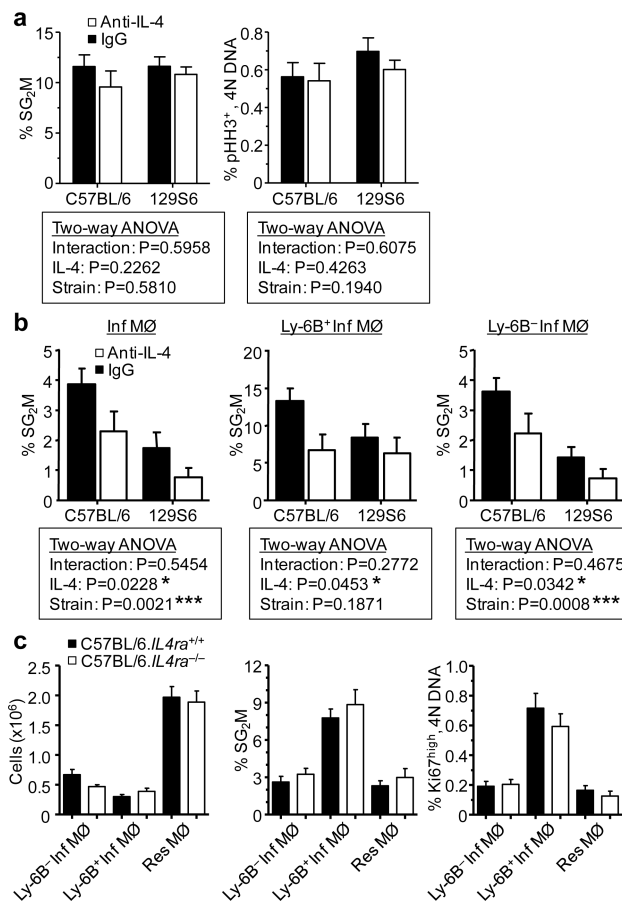 a
Anti-IL-4
IgG
% SG2M
15
10
5
0
C57BL/6 129S6
Two-way ANOVA
Interaction: P=0.5958
IL-4: P=0.2262
Strain: P=0.5810
% pHH3+, 4N DNA
0.8
0.6
0.4
0.2
0
C57BL/6 129S6
Two-way ANOVA
Interaction: P=0.6075
IL-4: P=0.4263
Strain: P=0.1940
b
Inf MØ
Anti-IL-4
IgG
% SG2M
5
4
3
2
1
0
C57BL/6 129S6
Two-way ANOVA
Interaction: P=0.5454
IL-4: P=0.0228 *
Strain: P=0.0021 ***
Ly-6B+ Inf MØ
% SG2M
20
15
10
5
0
C57BL/6 129S6
Two-way ANOVA
Interaction: P=0.2772
IL-4: P=0.0453 *
Strain: P=0.1871
Ly-6B− Inf MØ
% SG2M
5
4
3
2
1
0
C57BL/6 129S6
Two-way ANOVA
Interaction: P=0.4675
IL-4: P=0.0342 *
Strain: P=0.0008 ***
c
C57BL/6.IL4ra+/+
C57BL/6.IL4ra−/−
Cells (x10⁶)
2.5
2.0
1.5
1.0
0.5
0
Ly-6B− Inf MØ
Ly-6B+ Inf MØ
Res MØ
% SG2M
12
9
6
3
0
Ly-6B− Inf MØ
Ly-6B+ Inf MØ
Res MØ
% Ki67high, 4N DNA
1.0
0.8
0.6
0.4
0.2
0
Ly-6B− Inf MØ
Ly-6B+ Inf MØ
Res MØ